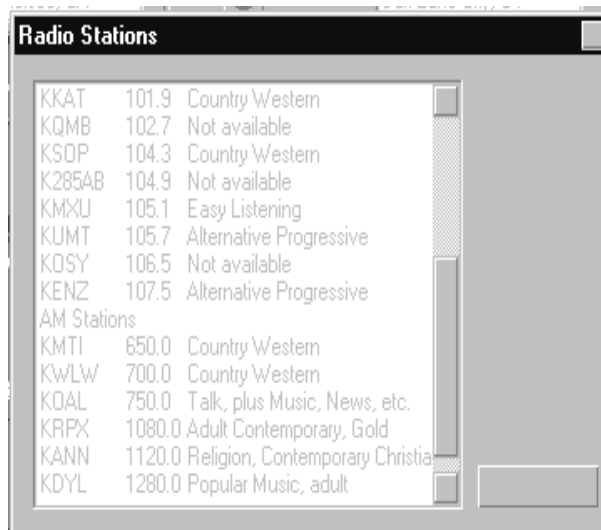 Radio Stations
KKAT 101.9 Country Western
KQMB 102.7 Not available
KSOP 104.3 Country Western
K285AB 104.9 Not available
KMXU 105.1 Easy Listening
KUMT 105.7 Alternative Progressive
KOSY 106.5 Not available
KENZ 107.5 Alternative Progressive
AM Stations
KMTI 650.0 Country Western
KWLW 700.0 Country Western
KOAL 750.0 Talk, plus Music, News, etc.
KRPX 1080.0 Adult Contemporary, Gold
KANN 1120.0 Religion, Contemporary Christia
KDYL 1280.0 Popular Music, adult